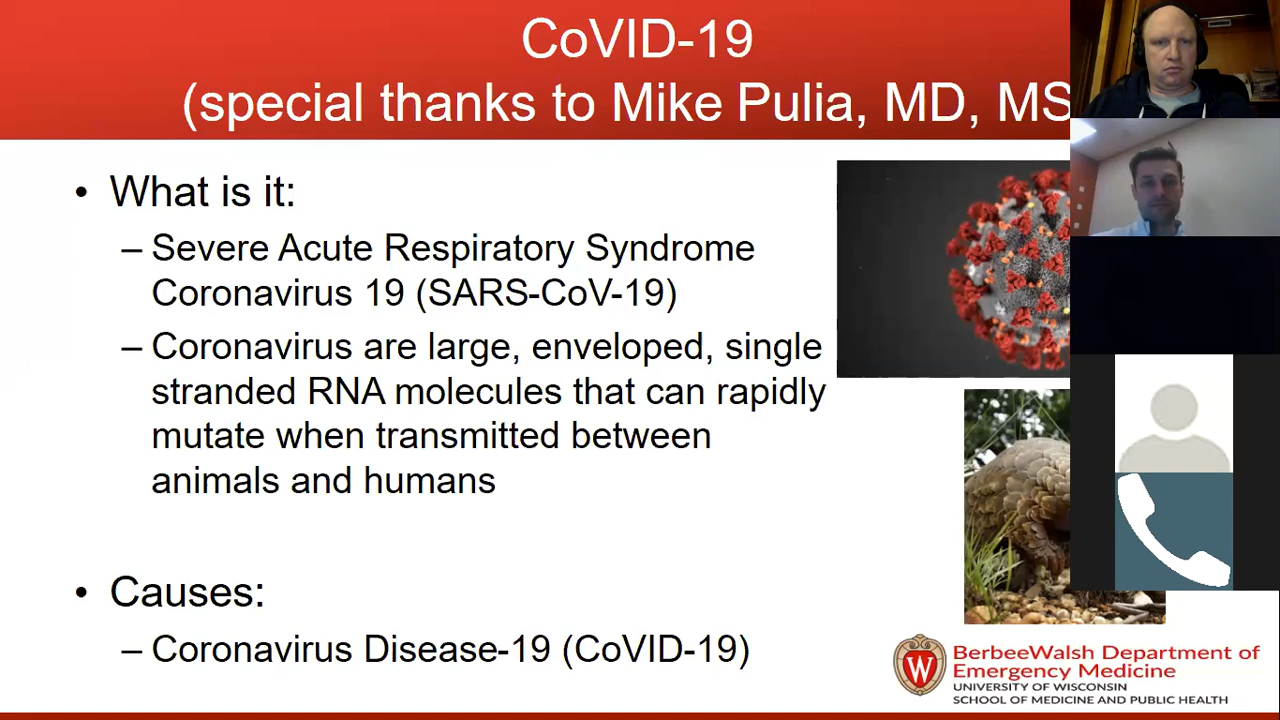 CoVID-19
(special thanks to Mike Pulia, MD, MS
• What is it:
– Severe Acute Respiratory Syndrome
Coronavirus 19 (SARS-CoV-19)
– Coronavirus are large, enveloped, single
stranded RNA molecules that can rapidly
mutate when transmitted between
animals and humans
• Causes:
– Coronavirus Disease-19 (CoVID-19)
W
BerbeeWalsh Department of
Emergency Medicine
UNIVERSITY OF WISCONSIN
SCHOOL OF MEDICINE AND PUBLIC HEALTH